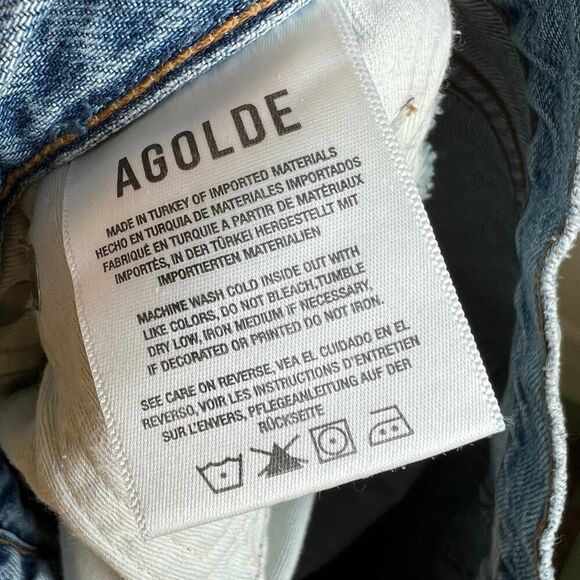 AGOLDE
MADE IN TURKEY OF IMPORTED MATERIALS
HECHO EN TURQUIA DE MATERIALES IMPORTADOS
FABRIQUÉ EN TURQUIE A PARTIR DE MATÉRIAUX
IMPORTÉS, IN DER TÜRKEI HERGESTELLT MIT
IMPORTIERTEN MATERIALIEN
MACHINE WASH COLD INSIDE OUT WITH
LIKE COLORS, DO NOT BLEACH, TUMBLE
DRY LOW, IRON MEDIUM IF NECESSARY.
IF DECORATED OR PRINTED DO NOT IRON.
SEE CARE ON REVERSE, VEA EL CUIDADO EN EL
REVERSO, VOIR LES INSTRUCTIONS D'ENTRETIEN
SUR L'ENVERS, PFLEGEANLEITUNG AUF DER
RÜCKSEITE